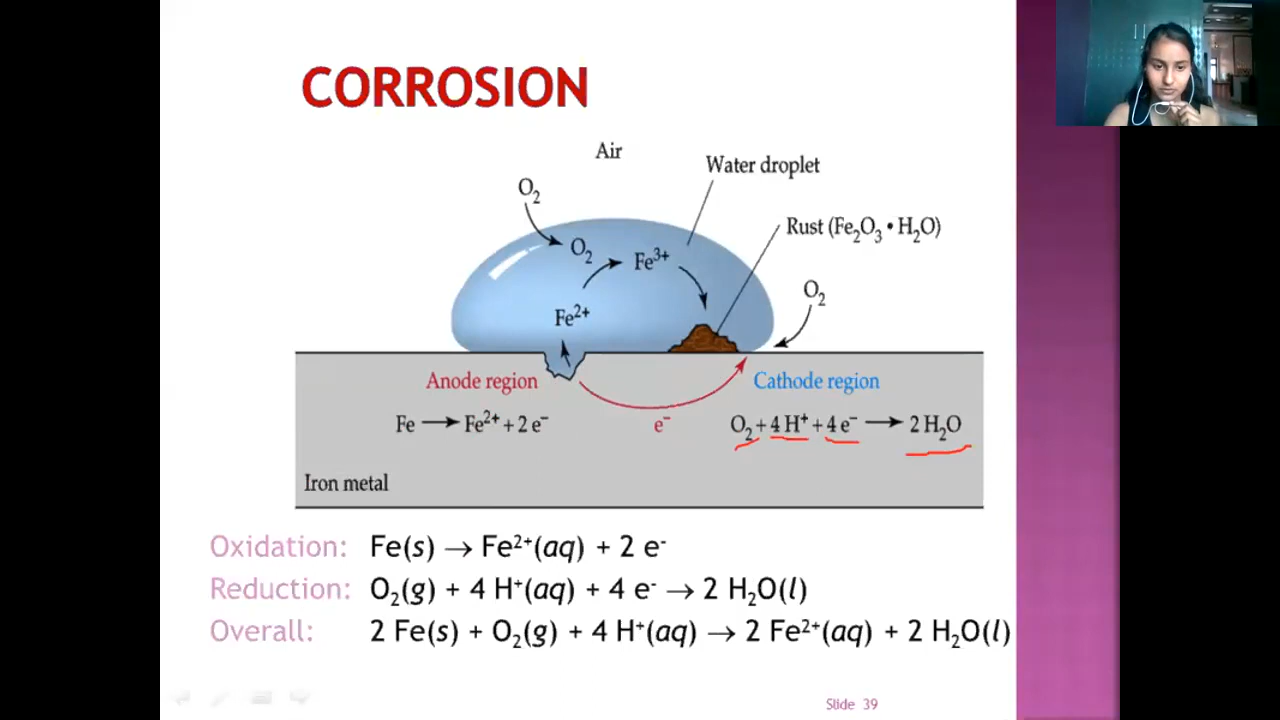 CORROSION
Air
Water droplet
O₂
Rust (Fe₂O₃ • H₂O)
O₂
Fe³⁺
O₂
Fe²⁺
Anode region
Cathode region
Fe → Fe²⁺ + 2 e⁻
e⁻
O₂ + 4 H⁺ + 4 e⁻ → 2 H₂O
Iron metal
Oxidation: Fe(s) → Fe²⁺(aq) + 2 e⁻
Reduction: O₂(g) + 4 H⁺(aq) + 4 e⁻ → 2 H₂O(l)
Overall: 2 Fe(s) + O₂(g) + 4 H⁺(aq) → 2 Fe²⁺(aq) + 2 H₂O(l)
Slide 39